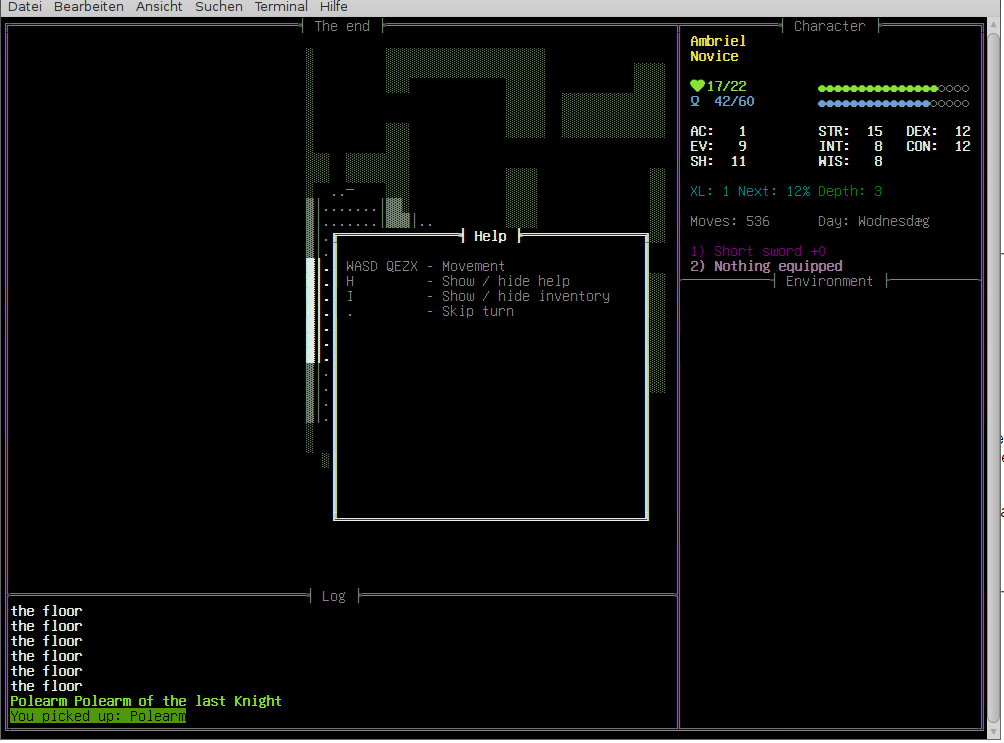 Datei Bearbeiten Ansicht Suchen Terminal Hilfe
The end
Character
Ambriel
Novice
17/22
Ω 42/60
AC: 1 STR: 15 DEX: 12
EV: 9 INT: 8 CON: 12
SH: 11 WIS: 8
XL: 1 Next: 12% Depth: 3
Moves: 536 Day: Wodnesdæg
1) Short sword +0
2) Nothing equipped
Environment
Help
WASD QEZX - Movement
H - Show / hide help
I - Show / hide inventory
. - Skip turn
Log
the floor
the floor
the floor
the floor
the floor
the floor
Polearm Polearm of the last Knight
You picked up: Polearm